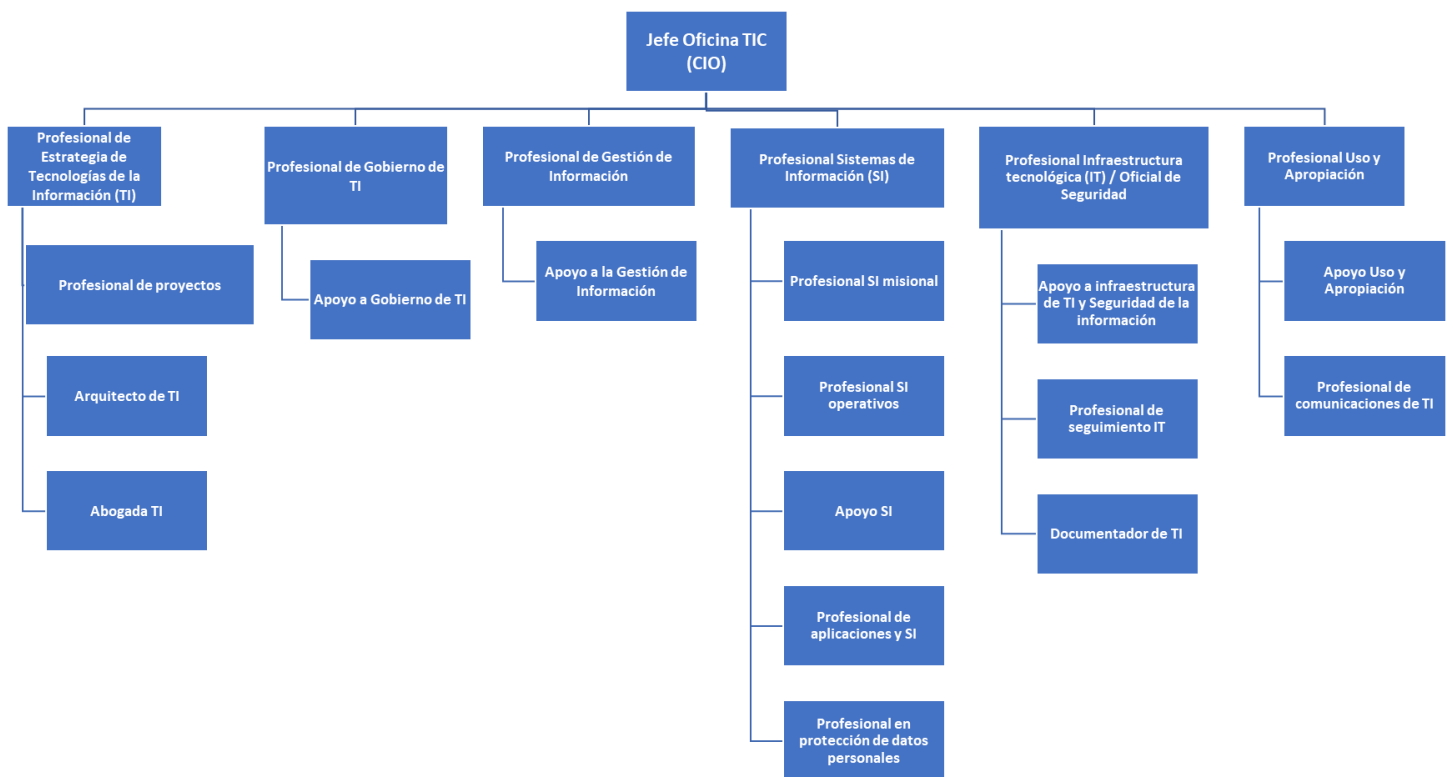 Jefe Oficina TIC
(CIO)
Profesional de
Estrategia de
Tecnologías de la
Información (TI)
Profesional de proyectos
Arquitecto de TI
Abogada TI
Profesional de Gobierno de
TI
Apoyo a Gobierno de TI
Profesional de Gestión de
Información
Apoyo a la Gestión de
Información
Profesional Sistemas de
Información (SI)
Profesional SI misional
Profesional SI
operativos
Apoyo SI
Profesional de
aplicaciones y SI
Profesional en
protección de datos
personales
Profesional Infraestructura
tecnológica (IT) / Oficial de
Seguridad
Apoyo a infraestructura
de TI y Seguridad de la
información
Profesional de
seguimiento IT
Documentador de TI
Profesional Uso y
Apropiación
Apoyo Uso y
Apropiación
Profesional de
comunicaciones de TI